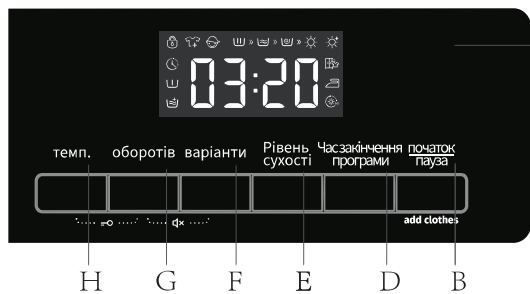 03:20
темп. оборотів варіанти Рівень сухості Час закінчення програми початок пауза
add clothes
H G F E D B